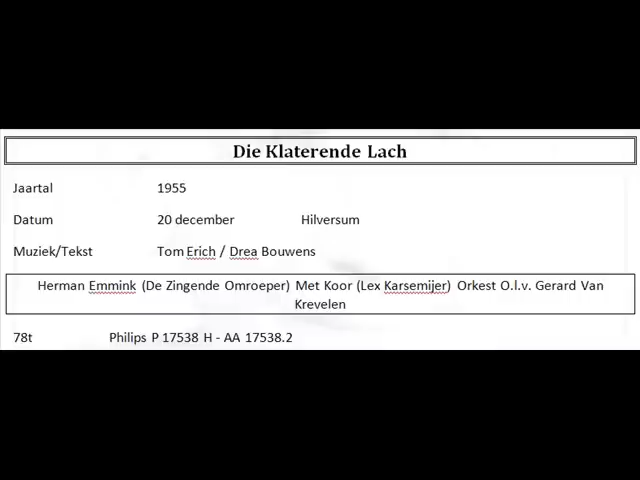 Die Klaterende Lach
Jaartal 1955
Datum 20 december Hilversum
Muziek/Tekst Tom Erich / Drea Bouwens
Herman Emmink (De Zingende Omroeper) Met Koor (Lex Karsemijer) Orkest O.l.v. Gerard Van
Krevelen
78t Philips P 17538 H - AA 17538.2